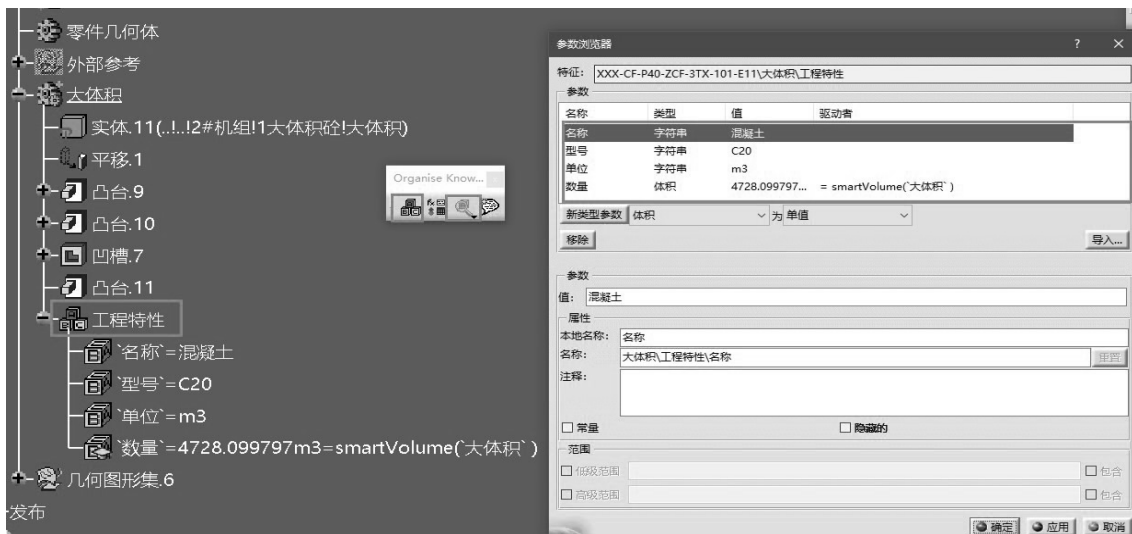 零件几何体
外部参考
大体积
实体.11(..!..!2#机组!1大体积砼!大体积)
平移.1
凸台.9
凸台.10
凹槽.7
凸台.11
工程特性
`名称`=混凝土
`型号`=C20
`单位`=m3
`数量`=4728.099797m3=smartVolume(`大体积` )
几何图形集.6
发布
Organise Know...
参数浏览器
? ×
特征: XXX-CF-P40-ZCF-3TX-101-E11\大体积\工程特性
参数
名称 类型 值 驱动者
名称 字符串 混凝土
型号 字符串 C20
单位 字符串 m3
数量 体积 4728.099797... = smartVolume(`大体积` )
新类型参数 体积 为 单值
移除 导入...
参数
值: 混凝土
属性
本地名称: 名称
名称: 大体积\工程特性\名称 重置
注释:
常量 隐藏的
范围
低级范围 包含
高级范围 包含
确定 应用 取消